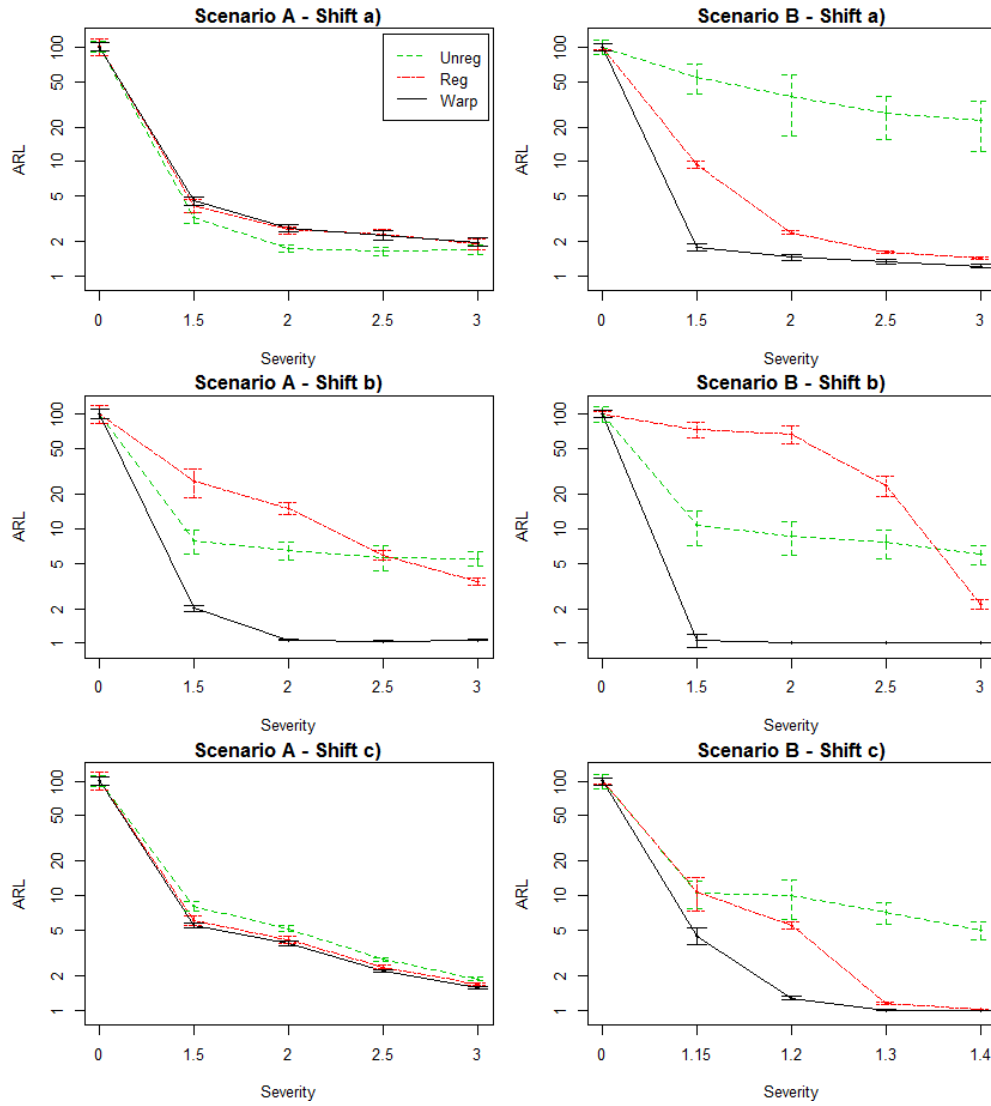 Scenario A - Shift a)
100
50
20
10
5
2
1
ARL
Unreg
Reg
Warp
0 1.5 2 2.5 3
Severity
Scenario B - Shift a)
100
50
20
10
5
2
1
ARL
0 1.5 2 2.5 3
Severity
Scenario A - Shift b)
100
50
20
10
5
2
1
ARL
0 1.5 2 2.5 3
Severity
Scenario B - Shift b)
100
50
20
10
5
2
1
ARL
0 1.5 2 2.5 3
Severity
Scenario A - Shift c)
100
50
20
10
5
2
1
ARL
0 1.5 2 2.5 3
Severity
Scenario B - Shift c)
100
50
20
10
5
2
1
ARL
0 1.15 1.2 1.3 1.4
Severity